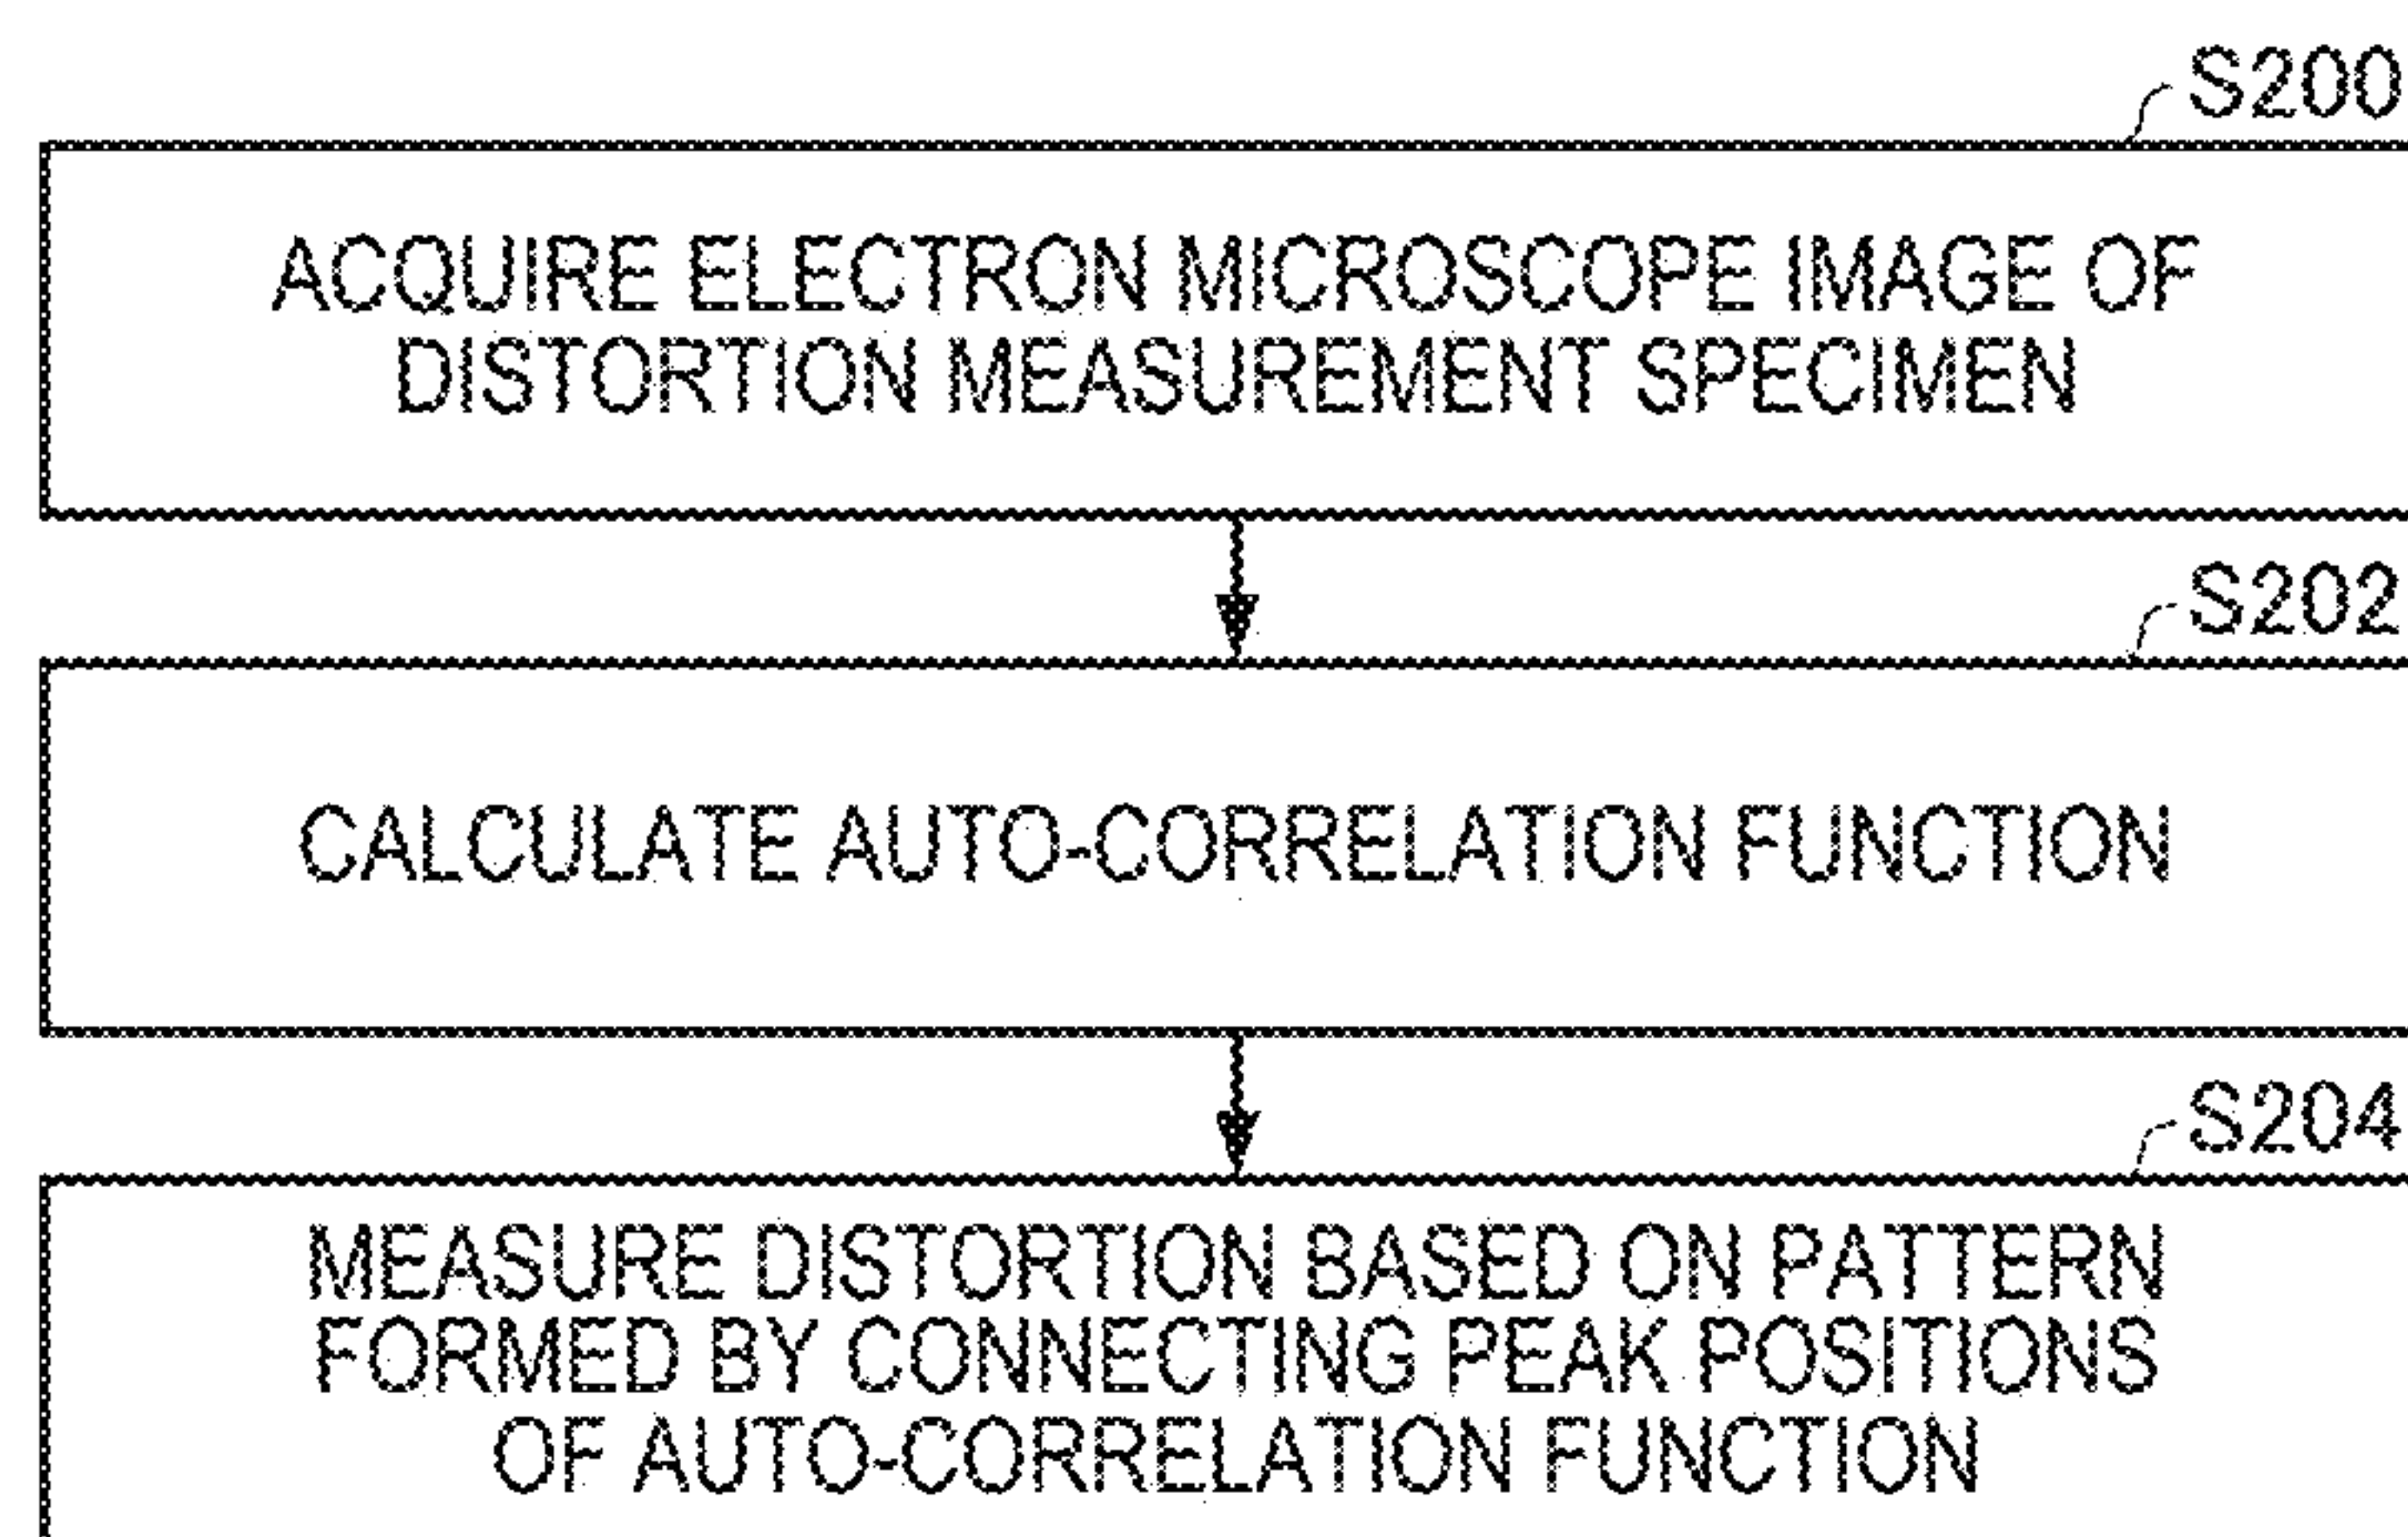 S200
ACQUIRE ELECTRON MICROSCOPE IMAGE OF
DISTORTION MEASUREMENT SPECIMEN
S202
CALCULATE AUTO-CORRELATION FUNCTION
S204
MEASURE DISTORTION BASED ON PATTERN
FORMED BY CONNECTING PEAK POSITIONS
OF AUTO-CORRELATION FUNCTION